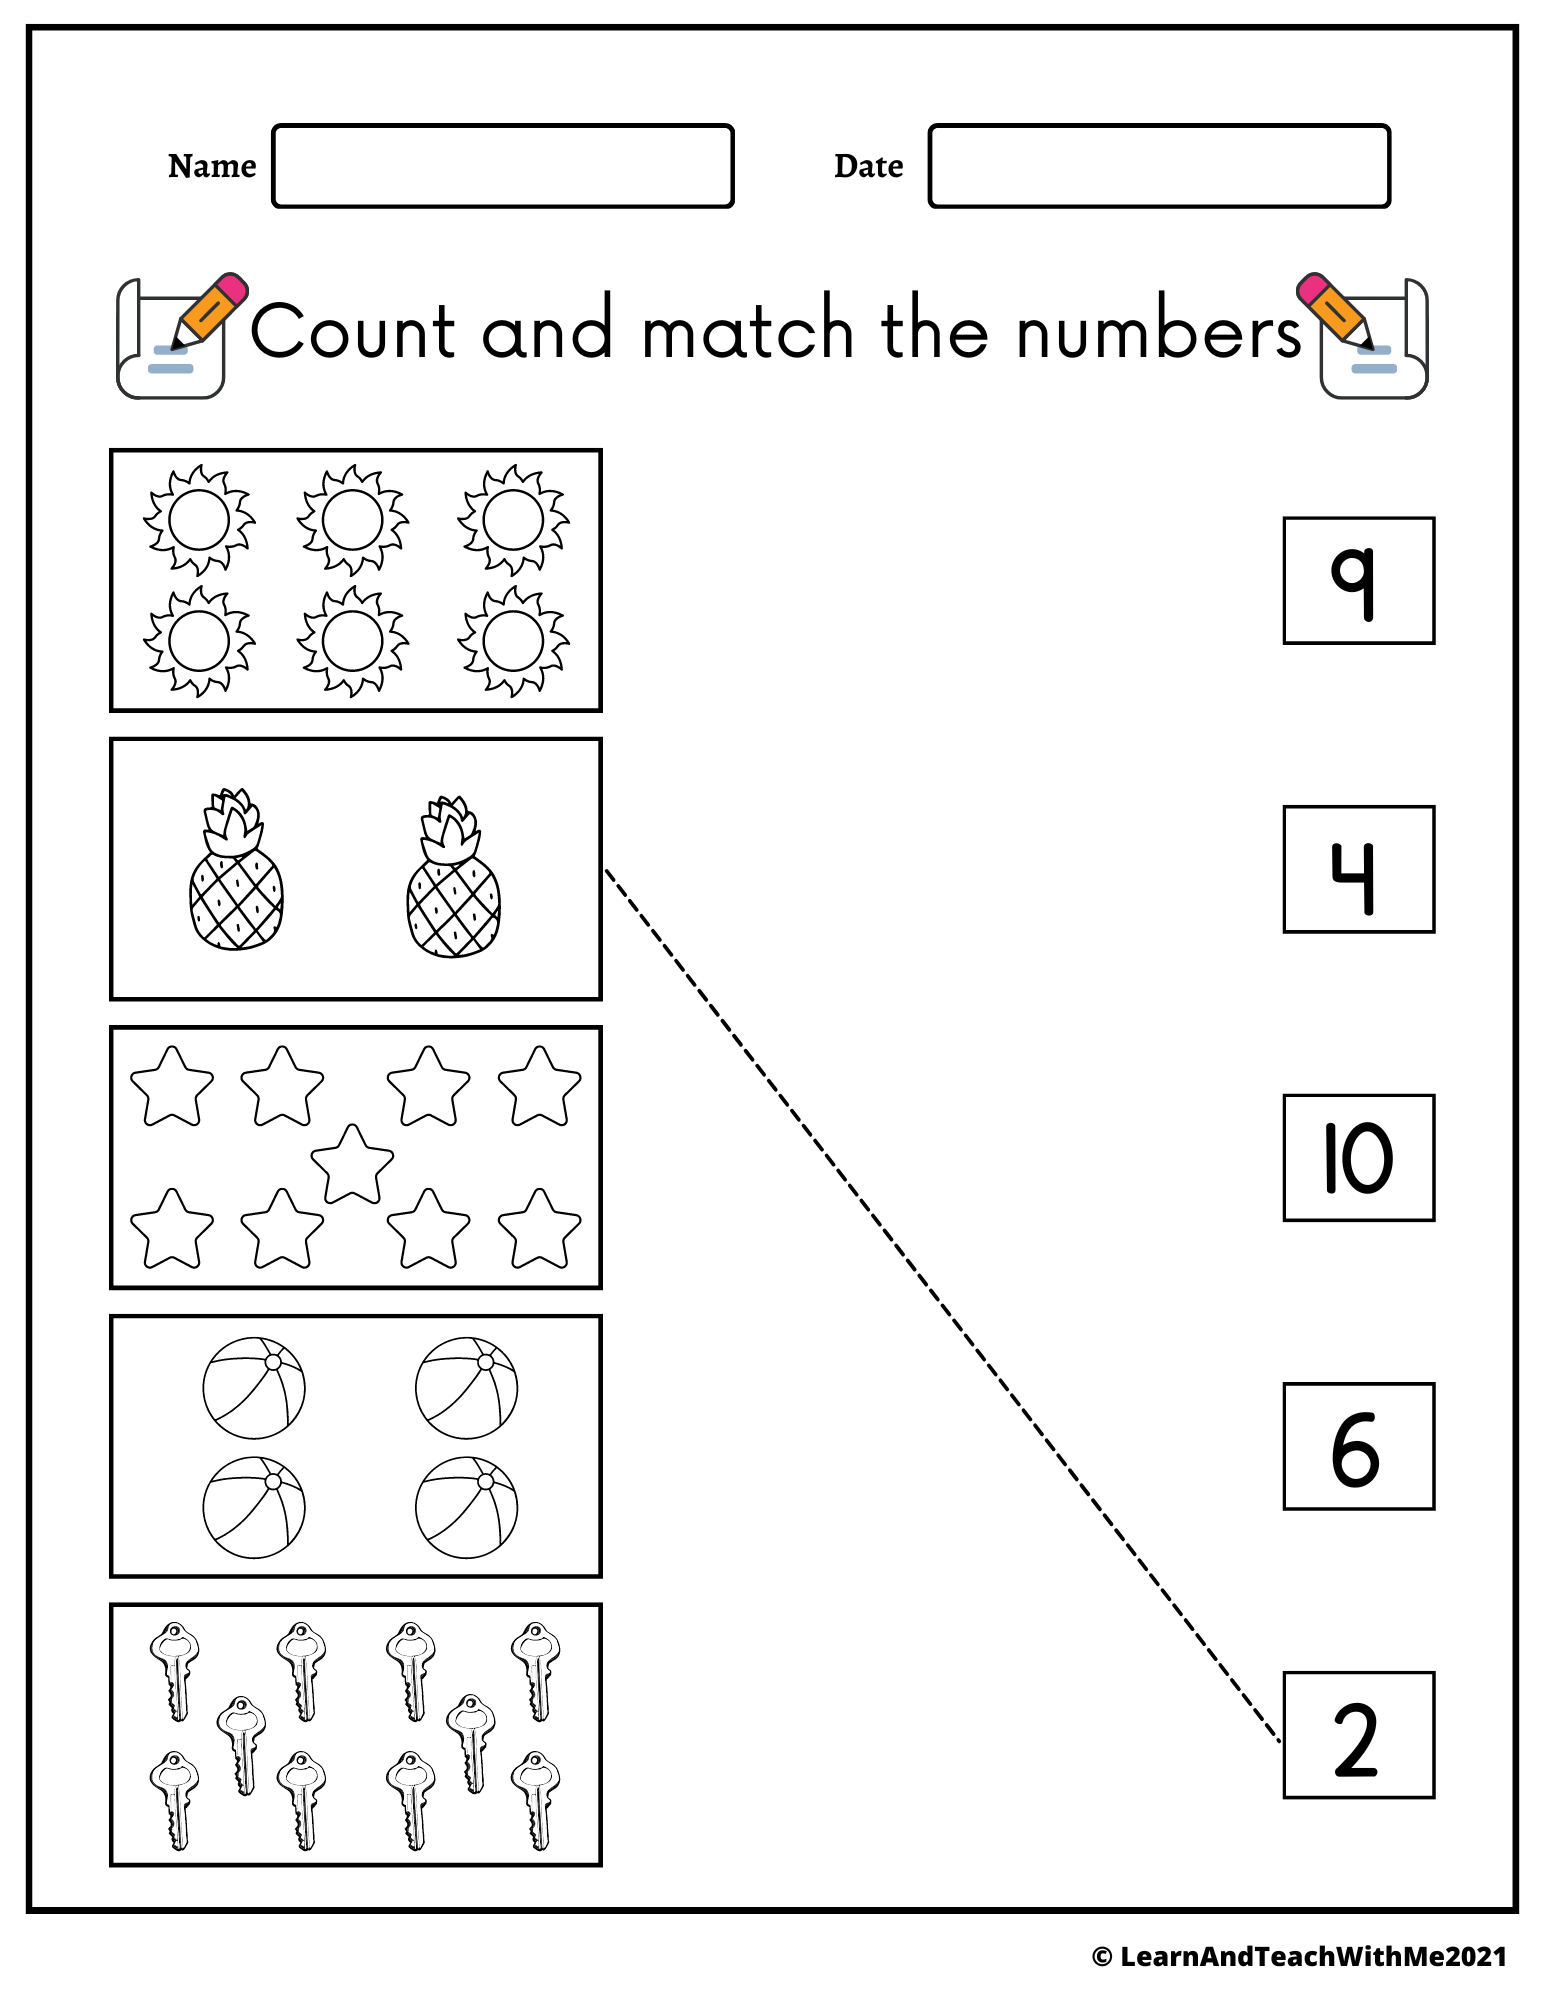 Name
Date
Count and match the numbers
9
4
10
6
2
© LearnAndTeachWithMe2021